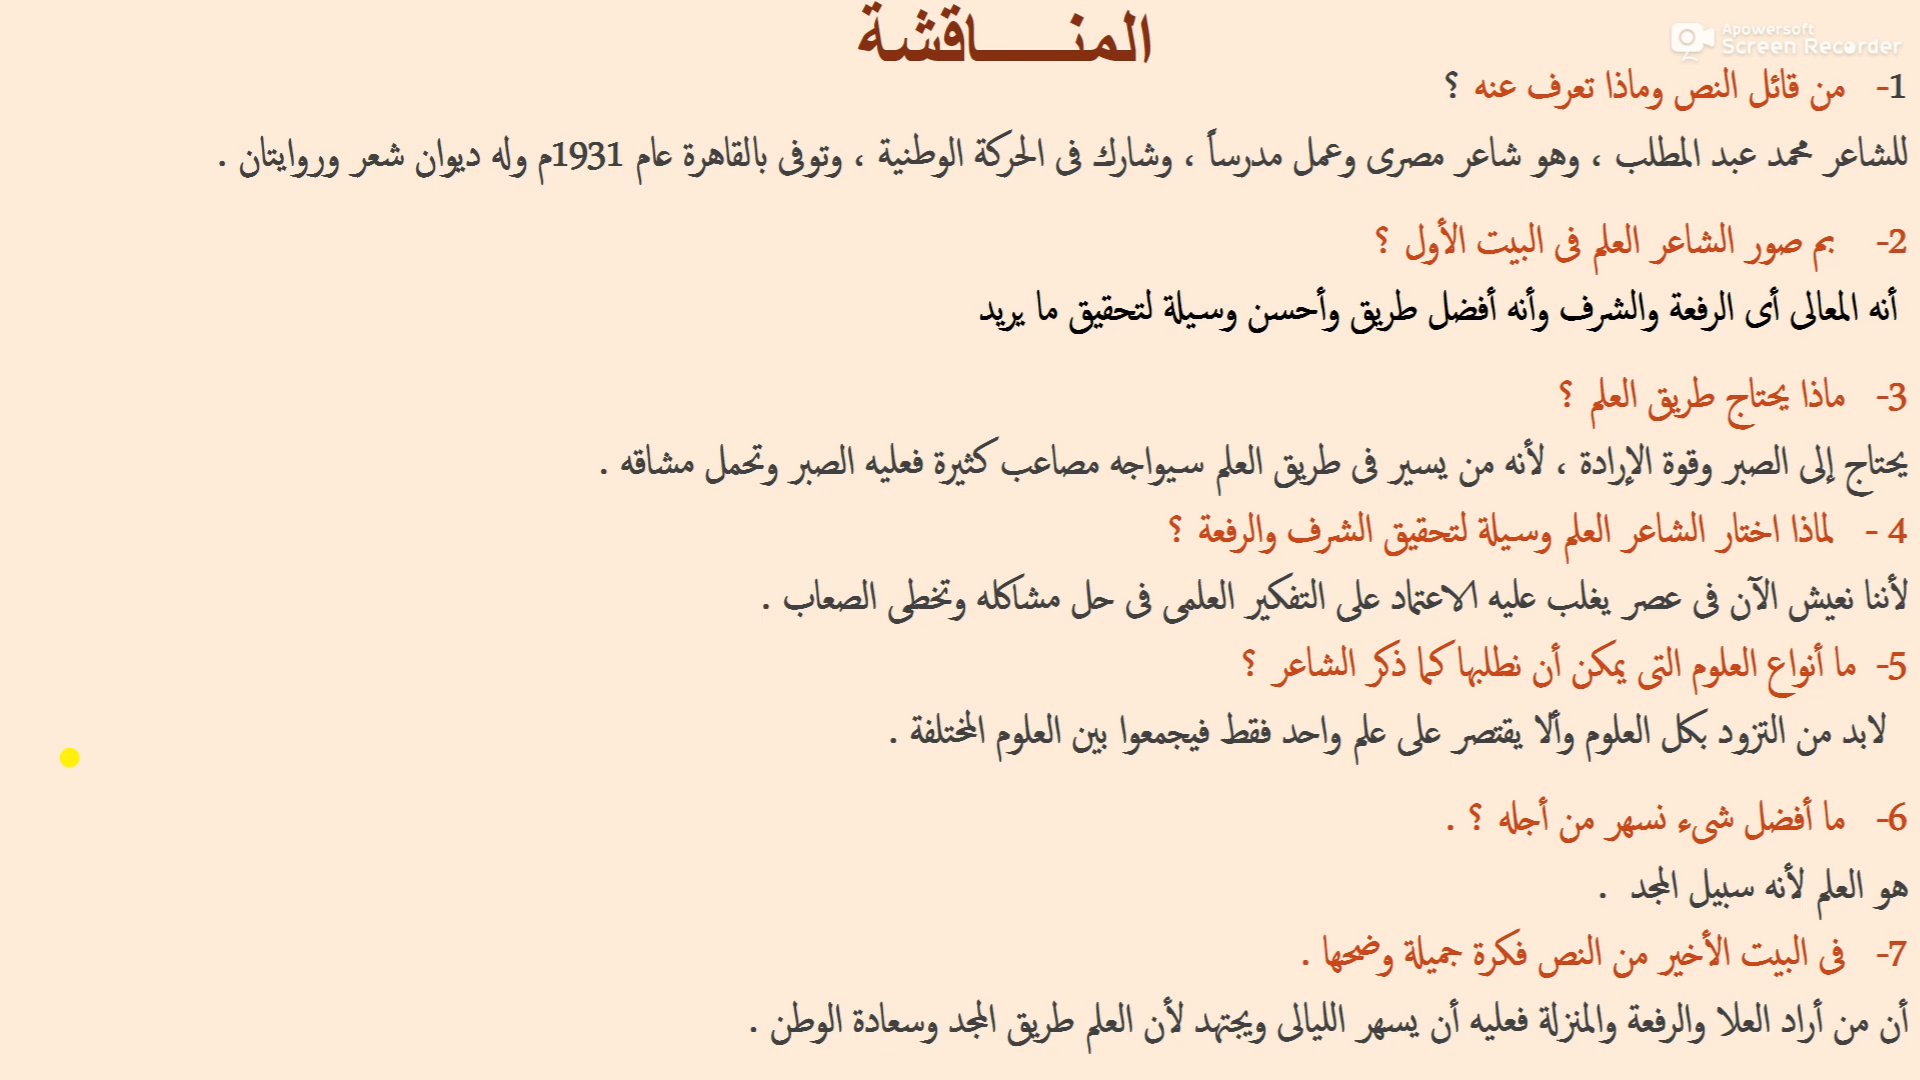 المنـــــاقشة
Apowersoft
Screen Recorder
1- من قائل النص وماذا تعرف عنه ؟
للشاعر محمد عبد المطلب ، وهو شاعر مصرى وعمل مدرساً ، وشارك فى الحركة الوطنية ، وتوفى بالقاهرة عام 1931م وله ديوان شعر وروايتان .
2- بم صور الشاعر العلم فى البيت الأول ؟
أنه المعالى أى الرفعة والشرف وأنه أفضل طريق وأحسن وسيلة لتحقيق ما يريد
3- ماذا يحتاج طريق العلم ؟
يحتاج إلى الصبر وقوة الإرادة ، لأنه من يسير فى طريق العلم سيواجه مصاعب كثيرة فعليه الصبر وتحمل مشاقه .
4 - لماذا اختار الشاعر العلم وسيلة لتحقيق الشرف والرفعة ؟
لأننا نعيش الآن فى عصر يغلب عليه الاعتماد على التفكير العلمى فى حل مشاكله وتخطى الصعاب .
5- ما أنواع العلوم التى يمكن أن نطلبها كما ذكر الشاعر ؟
لابد من التزود بكل العلوم وألا يقتصر على علم واحد فقط فيجمعوا بين العلوم المختلفة .
6- ما أفضل شىء نسهر من أجله ؟ .
هو العلم لأنه سبيل المجد .
7- فى البيت الأخير من النص فكرة جميلة وضحها .
أن من أراد العلا والرفعة والمنزلة فعليه أن يسهر الليالى ويجتهد لأن العلم طريق المجد وسعادة الوطن .